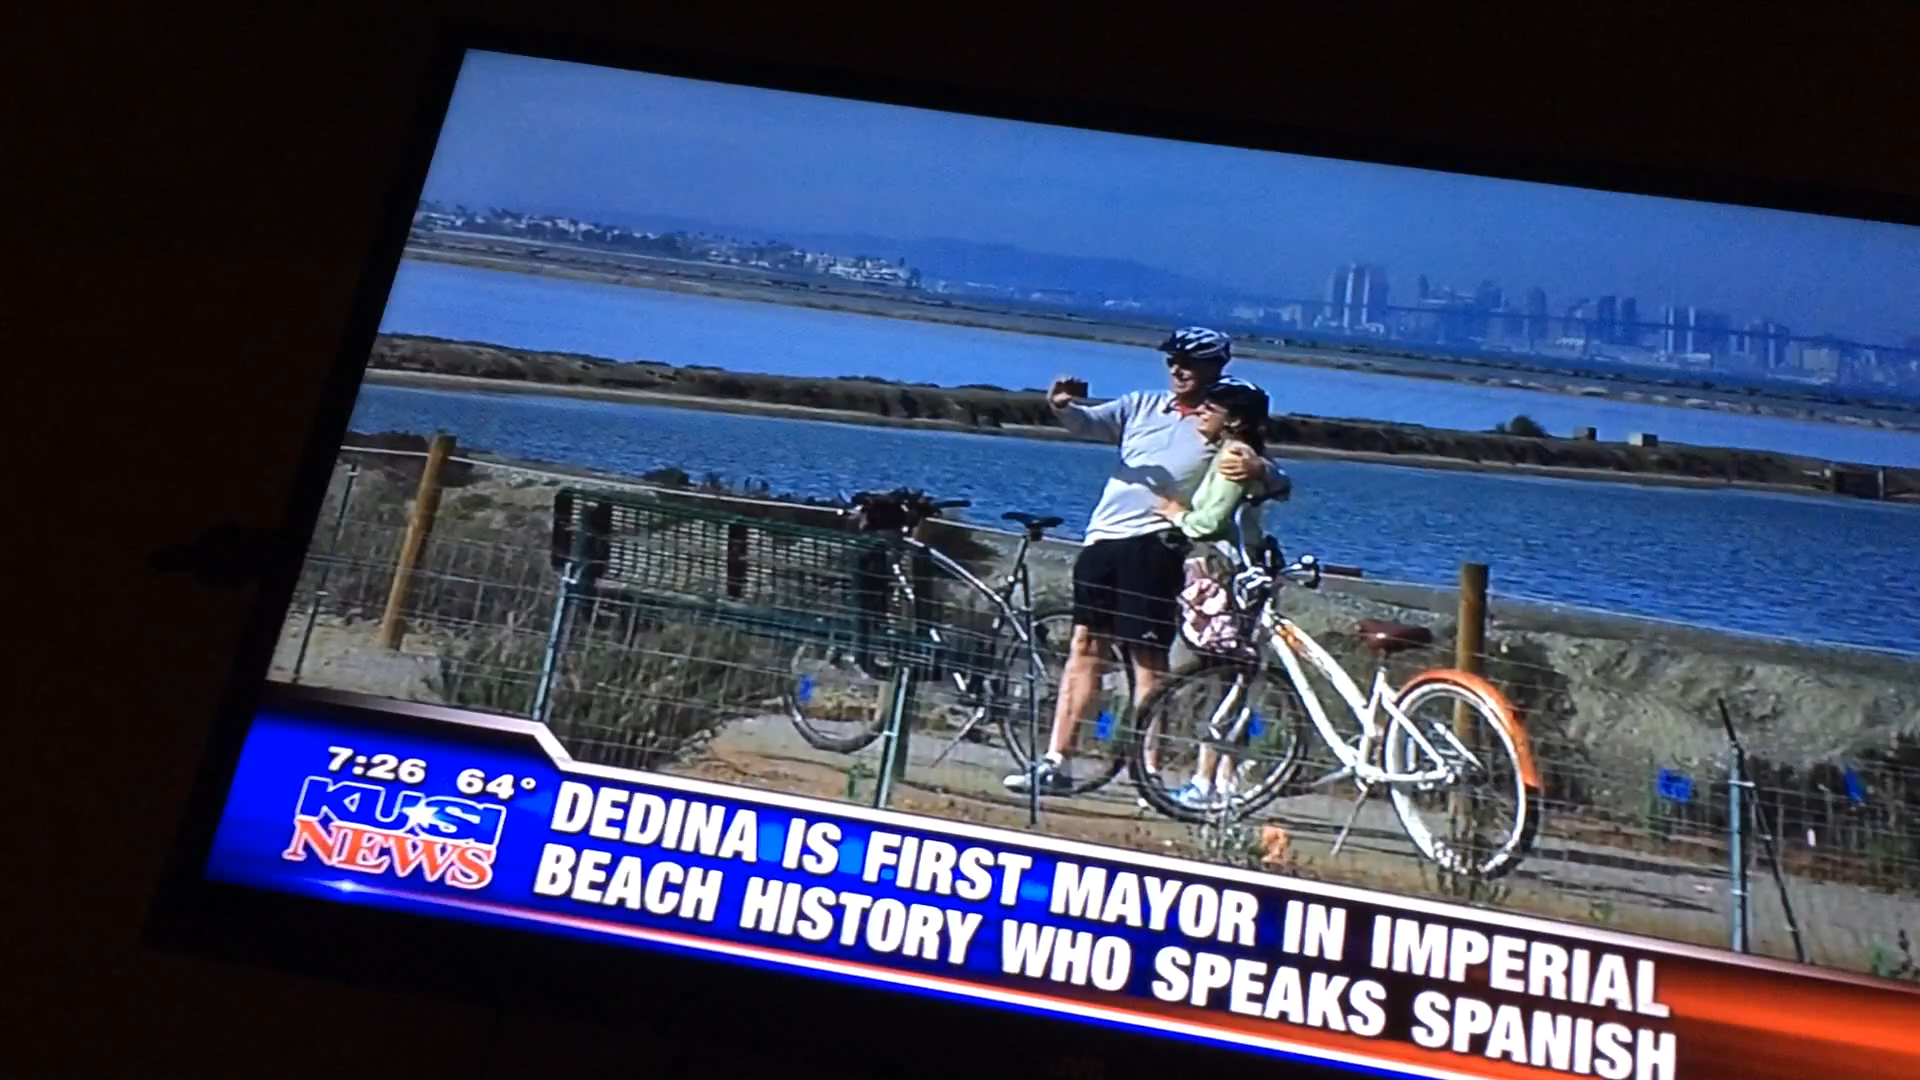 7:26 64°
KUSI
NEWS
DEDINA IS FIRST MAYOR IN IMPERIAL
BEACH HISTORY WHO SPEAKS SPANISH